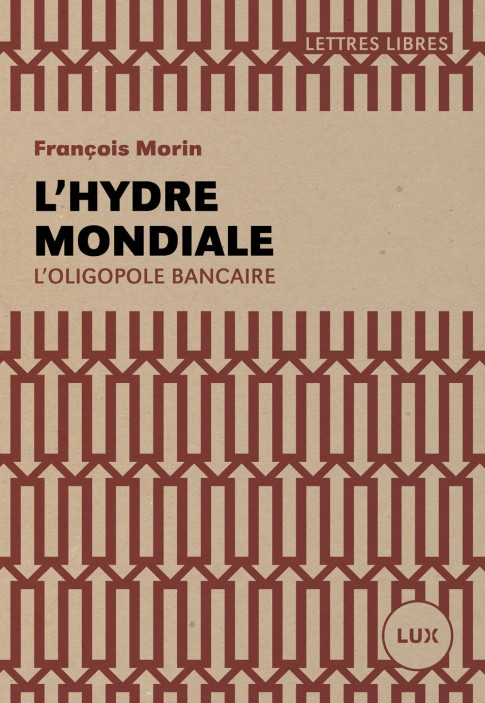 LETTRES LIBRES
François Morin
L'HYDRE
MONDIALE
L'OLIGOPOLE BANCAIRE
LUX